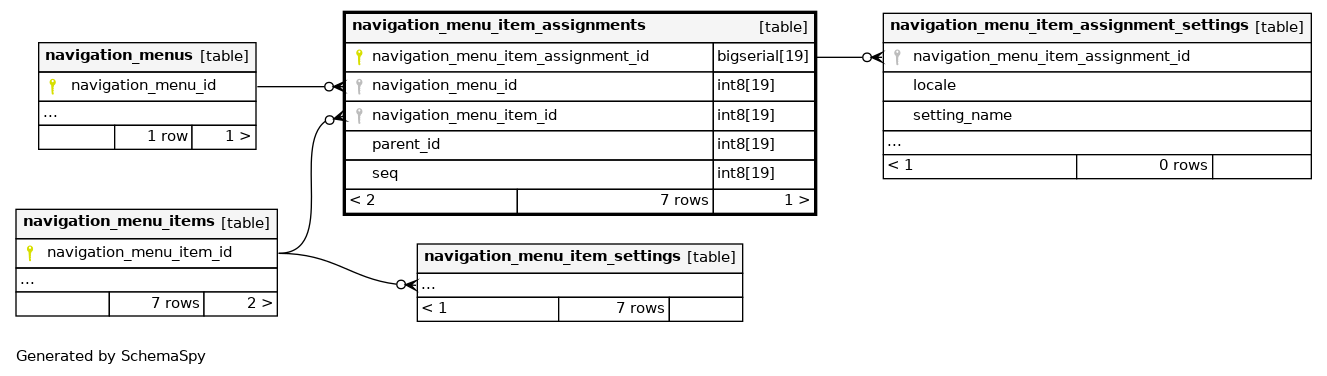 navigation_menus [table]
navigation_menu_id
...
1 row 1 >
navigation_menu_items [table]
navigation_menu_item_id
...
7 rows 2 >
navigation_menu_item_assignments [table]
navigation_menu_item_assignment_id bigserial[19]
navigation_menu_id int8[19]
navigation_menu_item_id int8[19]
parent_id int8[19]
seq int8[19]
< 2 7 rows 1 >
navigation_menu_item_settings [table]
...
< 1 7 rows
navigation_menu_item_assignment_settings [table]
navigation_menu_item_assignment_id
locale
setting_name
...
< 1 0 rows
Generated by SchemaSpy